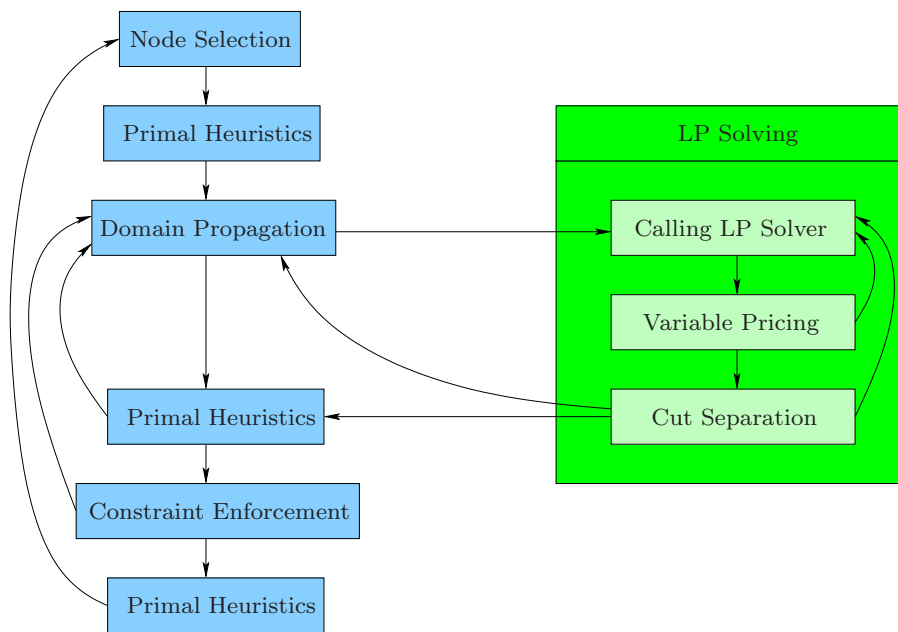 Node Selection
Primal Heuristics
LP Solving
Domain Propagation
Calling LP Solver
Variable Pricing
Primal Heuristics
Cut Separation
Constraint Enforcement
Primal Heuristics